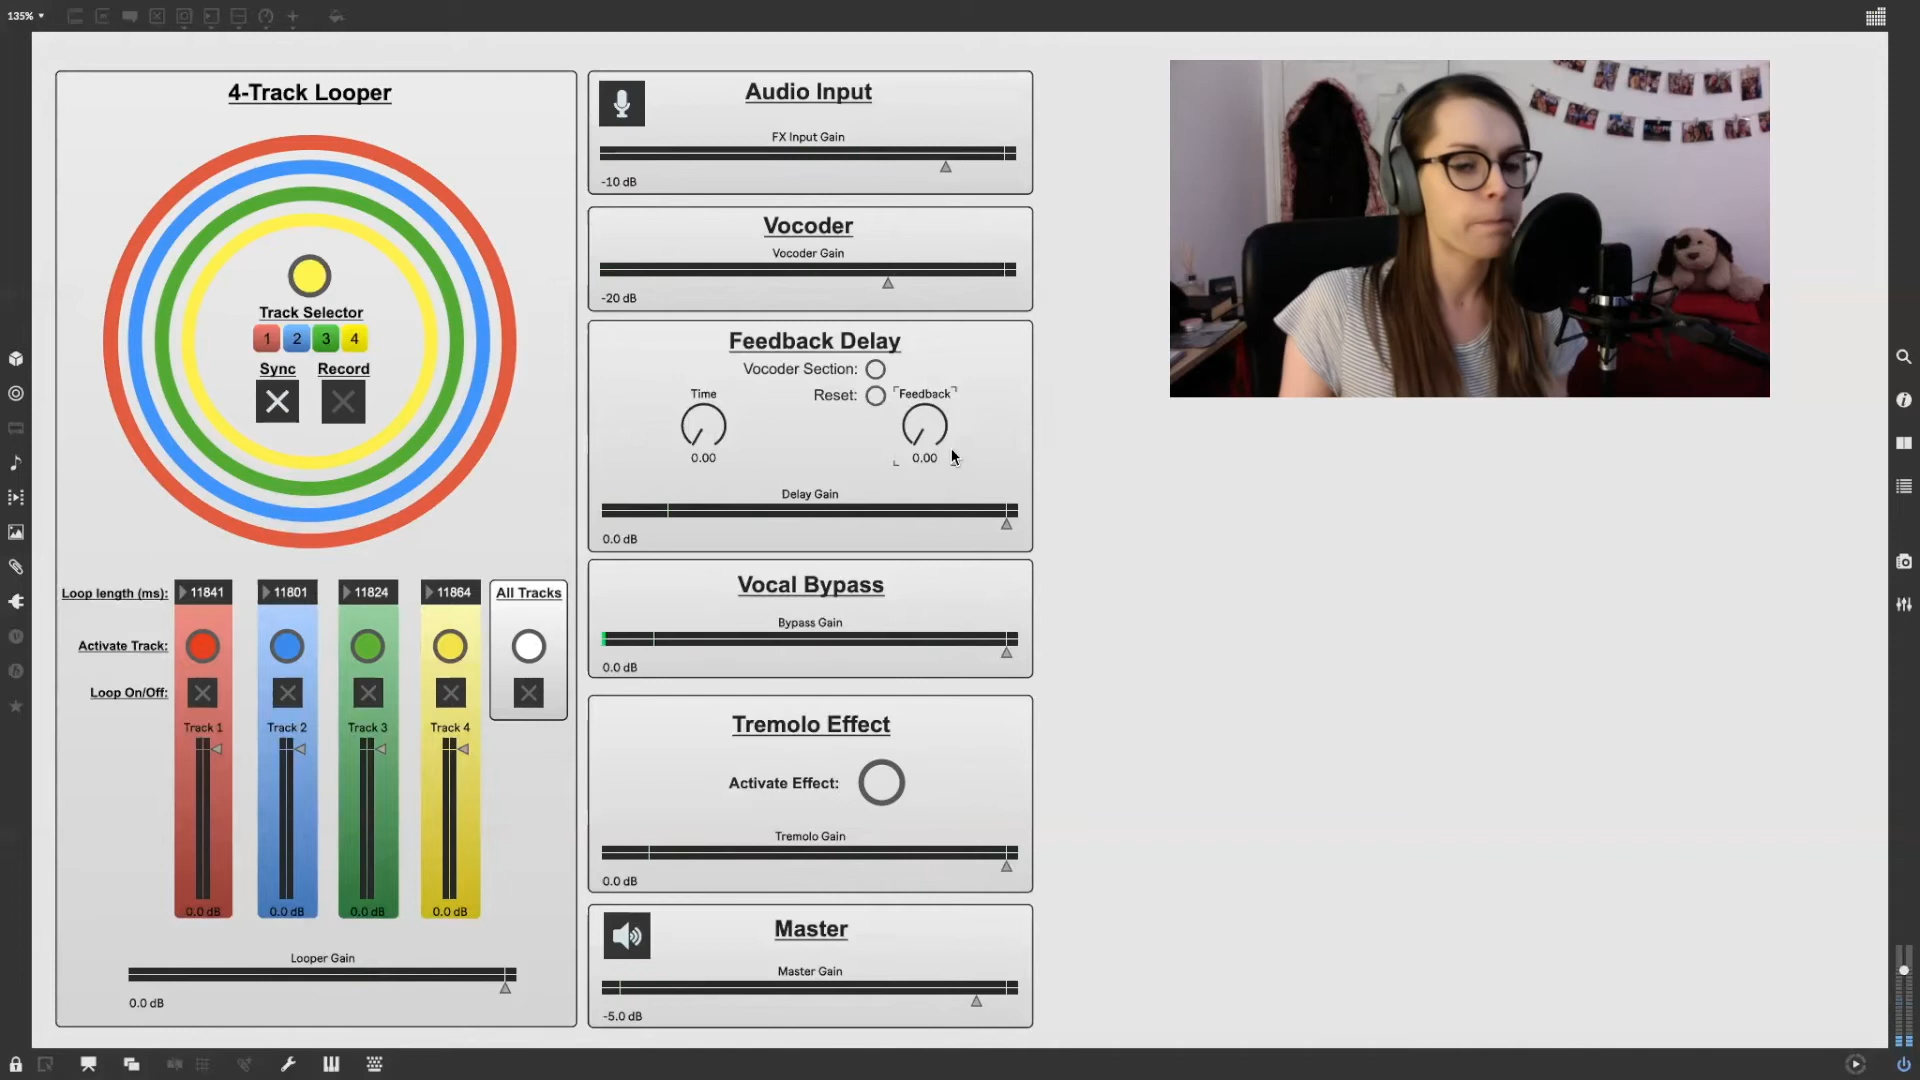 135%
4-Track Looper
Track Selector
1 2 3 4
Sync Record
Loop length (ms): 11841 11801 11824 11864 All Tracks
Activate Track:
Loop On/Off:
Track 1 Track 2 Track 3 Track 4
0.0 dB 0.0 dB 0.0 dB 0.0 dB
Looper Gain
0.0 dB
Audio Input
FX Input Gain
-10 dB
Vocoder
Vocoder Gain
-20 dB
Feedback Delay
Vocoder Section:
Reset:
Time Feedback
0.00 0.00
Delay Gain
0.0 dB
Vocal Bypass
Bypass Gain
0.0 dB
Tremolo Effect
Activate Effect:
Tremolo Gain
0.0 dB
Master
Master Gain
-5.0 dB